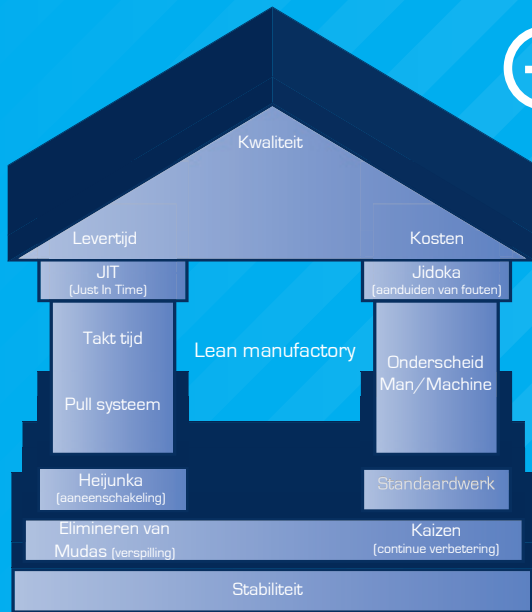 Kwaliteit
Levertijd
Kosten
JIT
(Just In Time)
Jidoka
(aanduiden van fouten)
Takt tijd
Pull systeem
Lean manufactory
Onderscheid
Man/Machine
Heijunka
(aaneenschakeling)
Standaardwerk
Elimineren van
Mudas (verspilling)
Kaizen
(continue verbetering)
Stabiliteit